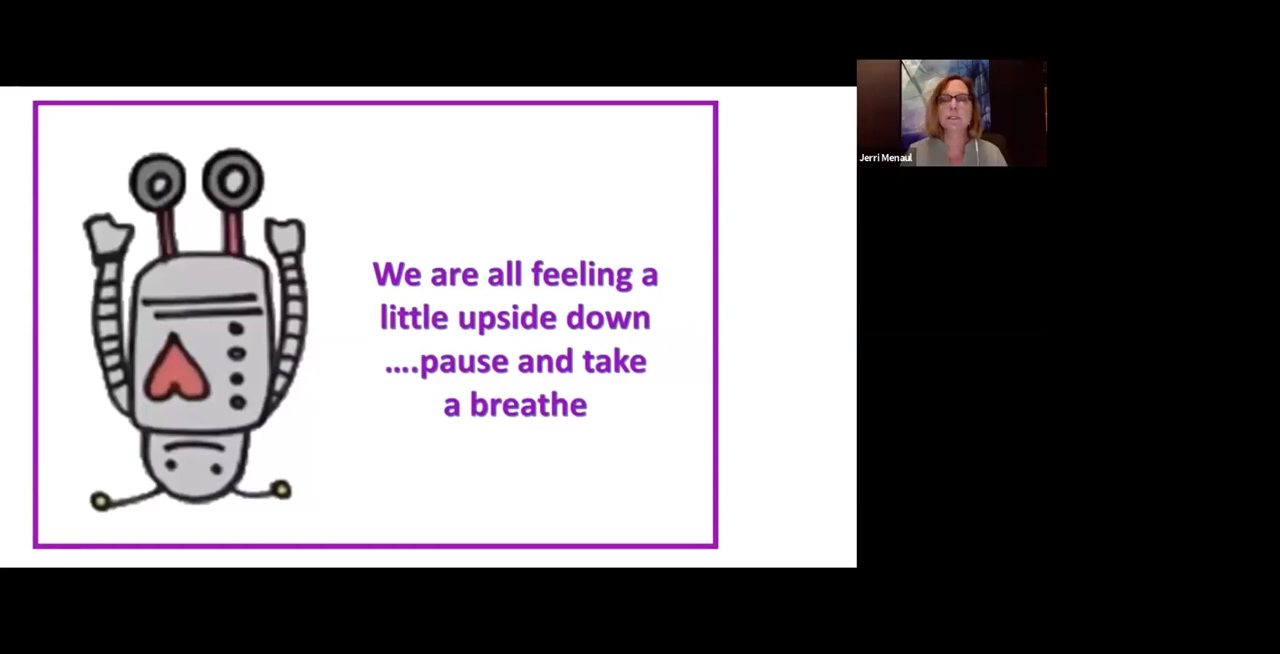 We are all feeling a
little upside down
....pause and take
a breathe
Jerri Menaul